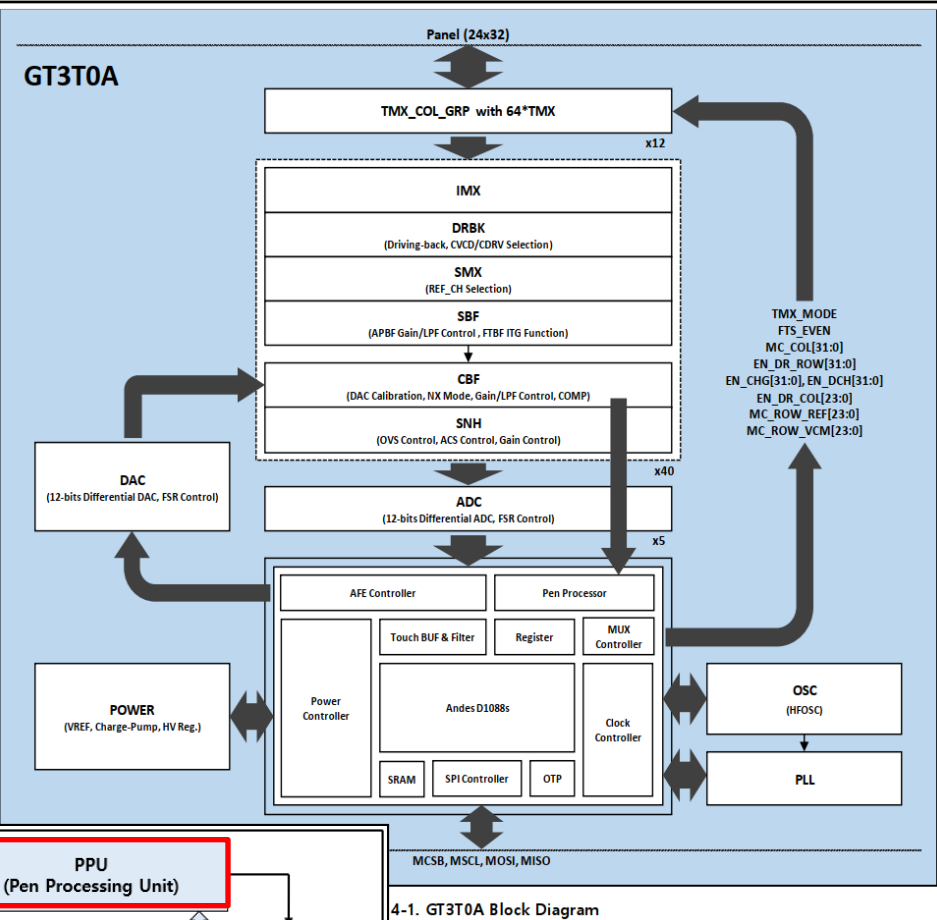 Panel (24x32)
GT3T0A
TMX_COL_GRP with 64*TMX
x12
IMX
DRBK
(Driving-back, CVCD/CDRV Selection)
SMX
(REF_CH Selection)
SBF
(APBF Gain/LPF Control , FTBF ITG Function)
CBF
(DAC Calibration, NX Mode, Gain/LPF Control, COMP)
SNH
(OVS Control, ACS Control, Gain Control)
x40
TMX_MODE
FTS_EVEN
MC_COL[31:0]
EN_DR_ROW[31:0]
EN_CHG[31:0], EN_DCH[31:0]
EN_DR_COL[23:0]
MC_ROW_REF[23:0]
MC_ROW_VCM[23:0]
DAC
(12-bits Differential DAC, FSR Control)
ADC
(12-bits Differential ADC, FSR Control)
x5
AFE Controller
Pen Processor
Touch BUF & Filter
Register
MUX
Controller
Power
Controller
Andes D1088s
Clock
Controller
SRAM
SPI Controller
OTP
POWER
(VREF, Charge-Pump, HV Reg.)
OSC
(HFOSC)
PLL
MCSB, MSCL, MOSI, MISO
PPU
(Pen Processing Unit)
4-1. GT3T0A Block Diagram